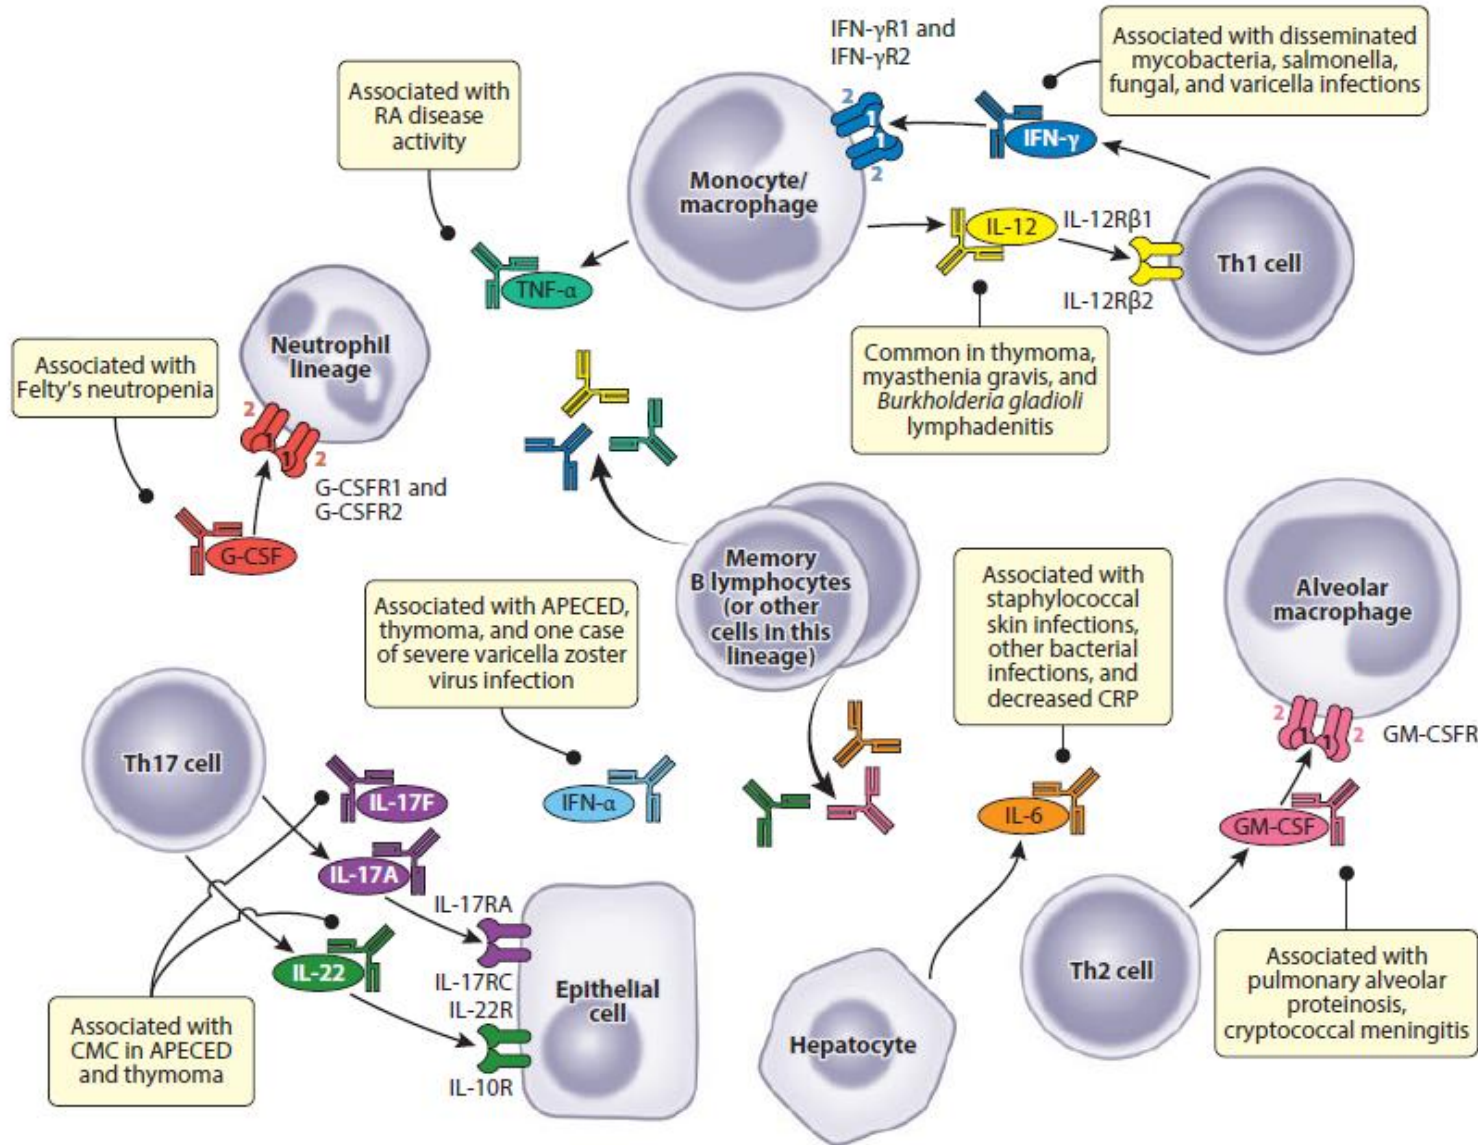 IFN-γR1 and
IFN-γR2
Associated with disseminated
mycobacteria, salmonella,
fungal, and varicella infections
Associated with
RA disease
activity
2
1
1
2
IFN-γ
Monocyte/
macrophage
IL-12
IL-12Rβ1
Th1 cell
IL-12Rβ2
TNF-α
Neutrophil
lineage
Associated with
Felty's neutropenia
Common in thymoma,
myasthenia gravis, and
Burkholderia gladioli
lymphadenitis
2
1
1
2
G-CSFR1 and
G-CSFR2
G-CSF
Memory
B lymphocytes
(or other
cells in this
lineage)
Associated with
staphylococcal
skin infections,
other bacterial
infections, and
decreased CRP
Alveolar
macrophage
Associated with APECED,
thymoma, and one case
of severe varicella zoster
virus infection
2
1
1
2
GM-CSFR
Th17 cell
IL-17F
IFN-α
IL-6
GM-CSF
IL-17A
IL-17RA
IL-22
IL-17RC
IL-22R
IL-10R
Epithelial
cell
Th2 cell
Associated with
pulmonary alveolar
proteinosis,
cryptococcal meningitis
Associated with
CMC in APECED
and thymoma
Hepatocyte